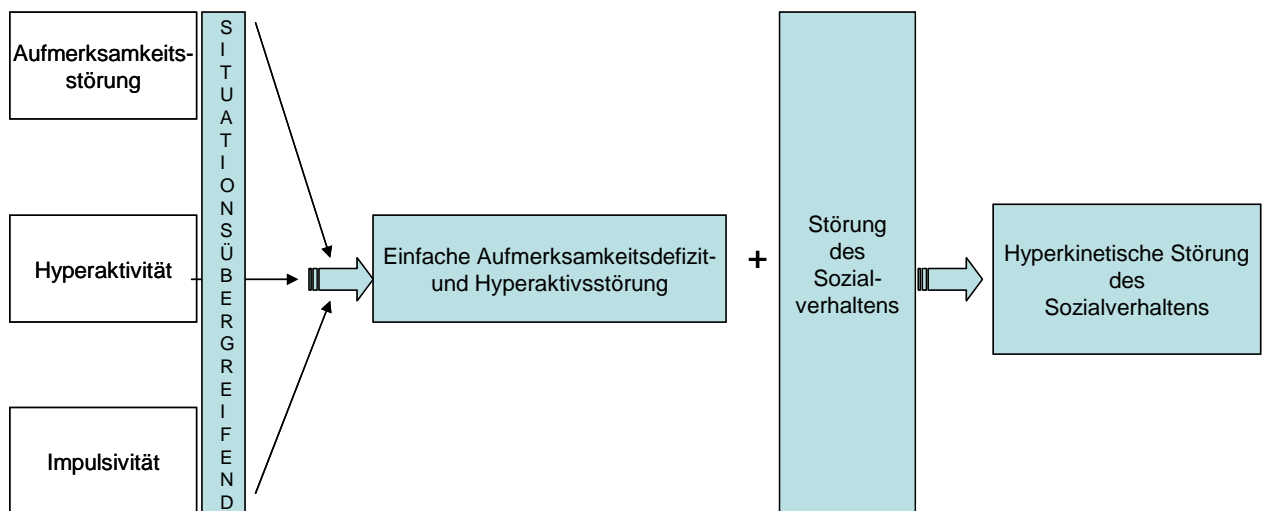 Aufmerksamkeits-
störung
Hyperaktivität
Impulsivität
S
I
T
U
A
T
I
O
N
S
Ü
B
E
R
G
R
E
I
F
E
N
D
Einfache Aufmerksamkeitsdefizit-
und Hyperaktivsstörung
+
Störung
des
Sozial-
verhaltens
Hyperkinetische Störung
des
Sozialverhaltens